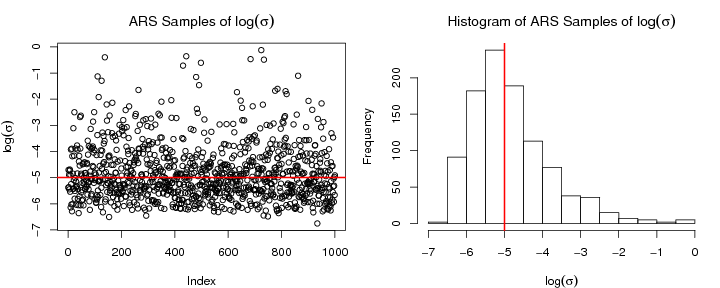 ARS Samples of log(σ)
log(σ)
0
−1
−2
−3
−4
−5
−6
−7
0 200 400 600 800 1000
Index
Histogram of ARS Samples of log(σ)
Frequency
200
150
100
50
0
−7 −6 −5 −4 −3 −2 −1 0
log(σ)